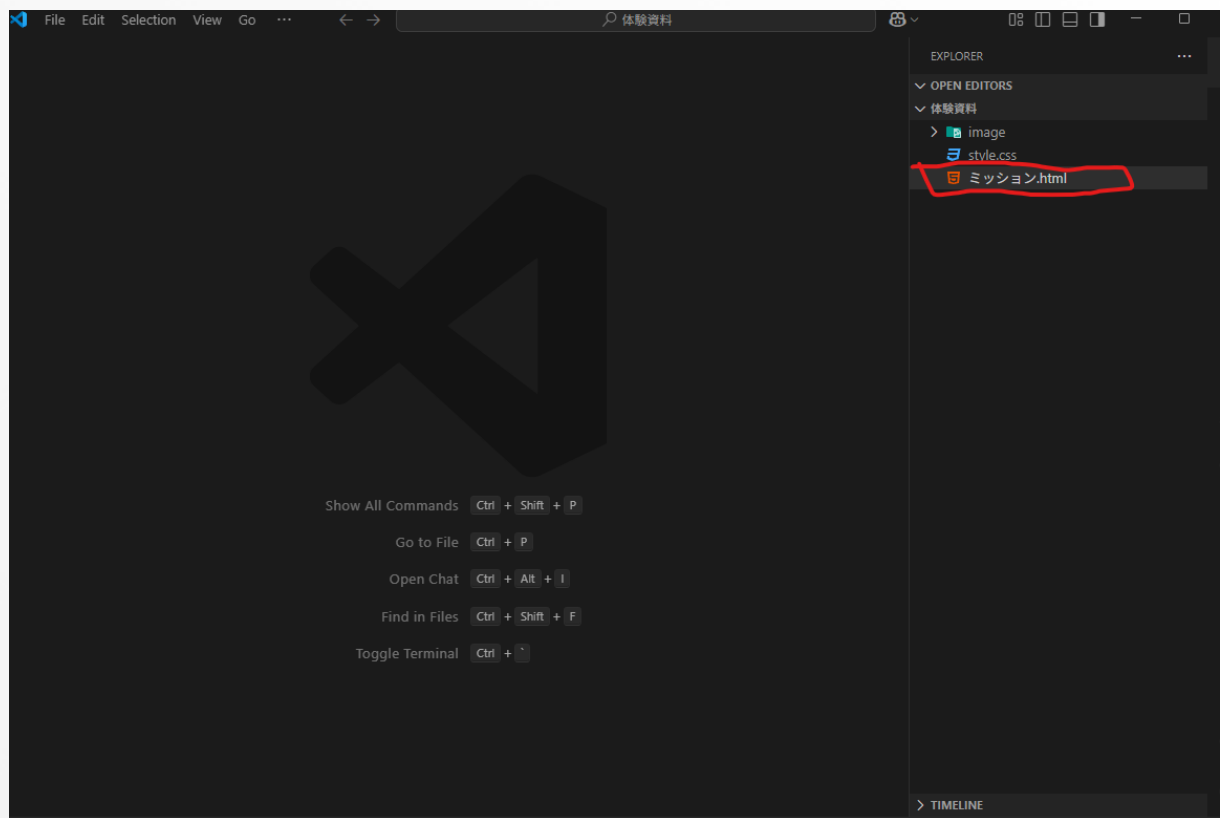 File Edit Selection View Go ... 体験資料
EXPLORER ...
OPEN EDITORS
体験資料
image
style.css
ミッション.html
Show All Commands Ctrl + Shift + P
Go to File Ctrl + P
Open Chat Ctrl + Alt + I
Find in Files Ctrl + Shift + F
Toggle Terminal Ctrl + `
TIMELINE